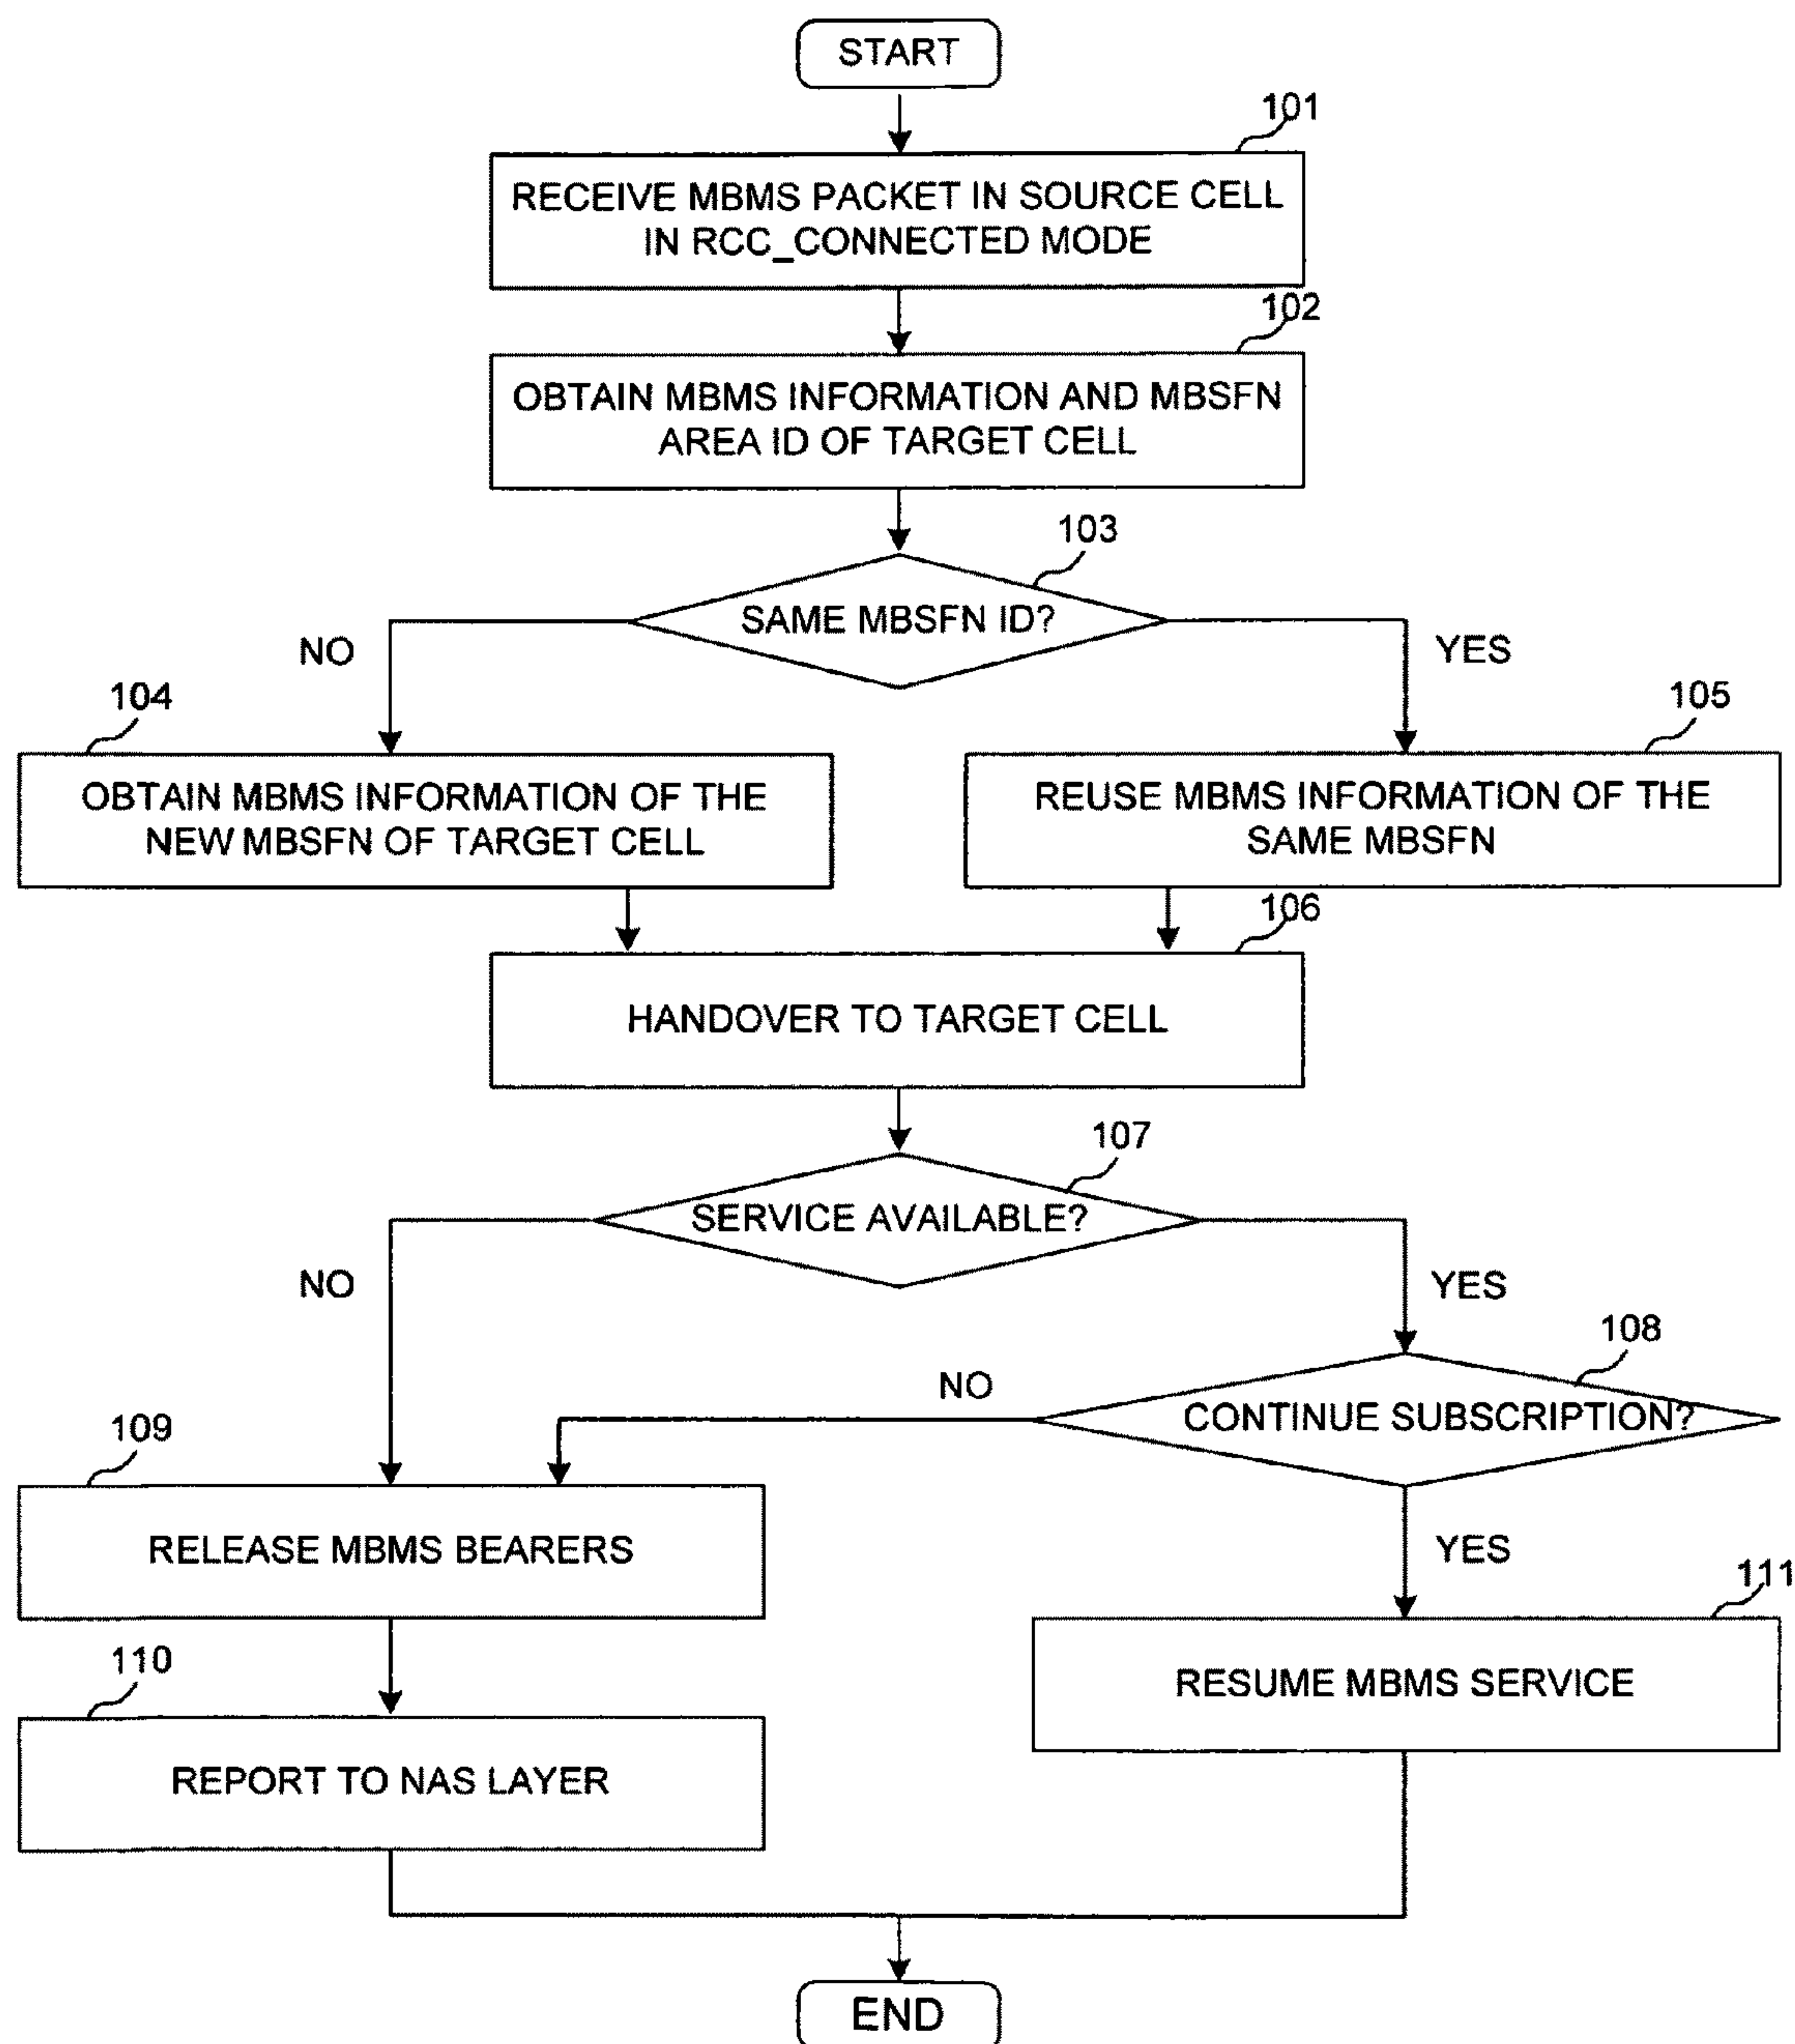 START
101
RECEIVE MBMS PACKET IN SOURCE CELL
IN RCC_CONNECTED MODE
102
OBTAIN MBMS INFORMATION AND MBSFN
AREA ID OF TARGET CELL
103
SAME MBSFN ID?
NO
YES
104
105
OBTAIN MBMS INFORMATION OF THE
NEW MBSFN OF TARGET CELL
REUSE MBMS INFORMATION OF THE
SAME MBSFN
106
HANDOVER TO TARGET CELL
107
SERVICE AVAILABLE?
NO
YES
108
NO
CONTINUE SUBSCRIPTION?
109
RELEASE MBMS BEARERS
YES
111
110
RESUME MBMS SERVICE
REPORT TO NAS LAYER
END